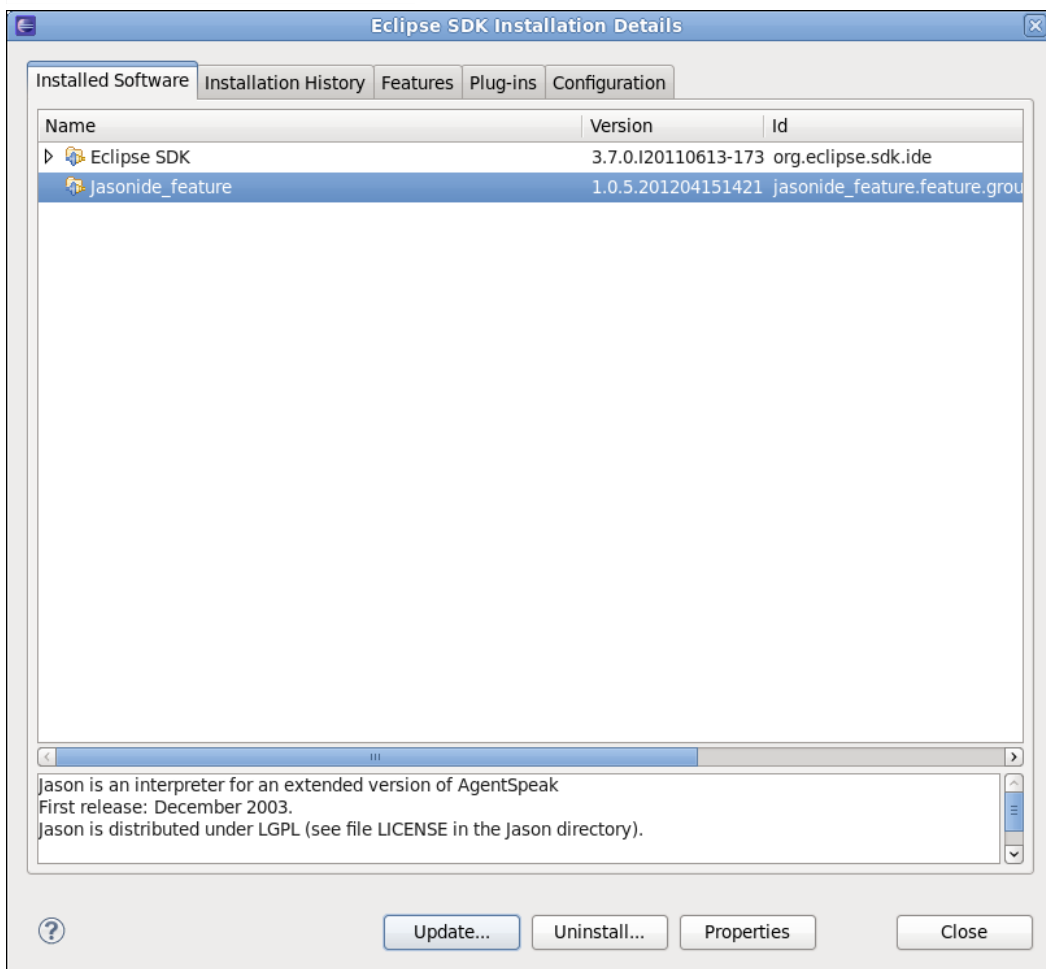 Eclipse SDK Installation Details
Installed Software Installation History Features Plug-ins Configuration
Name Version Id
Eclipse SDK 3.7.0.I20110613-173 org.eclipse.sdk.ide
Jasonide_feature 1.0.5.201204151421 jasonide_feature.feature.grou
Jason is an interpreter for an extended version of AgentSpeak
First release: December 2003.
Jason is distributed under LGPL (see file LICENSE in the Jason directory).
? Update... Uninstall... Properties Close